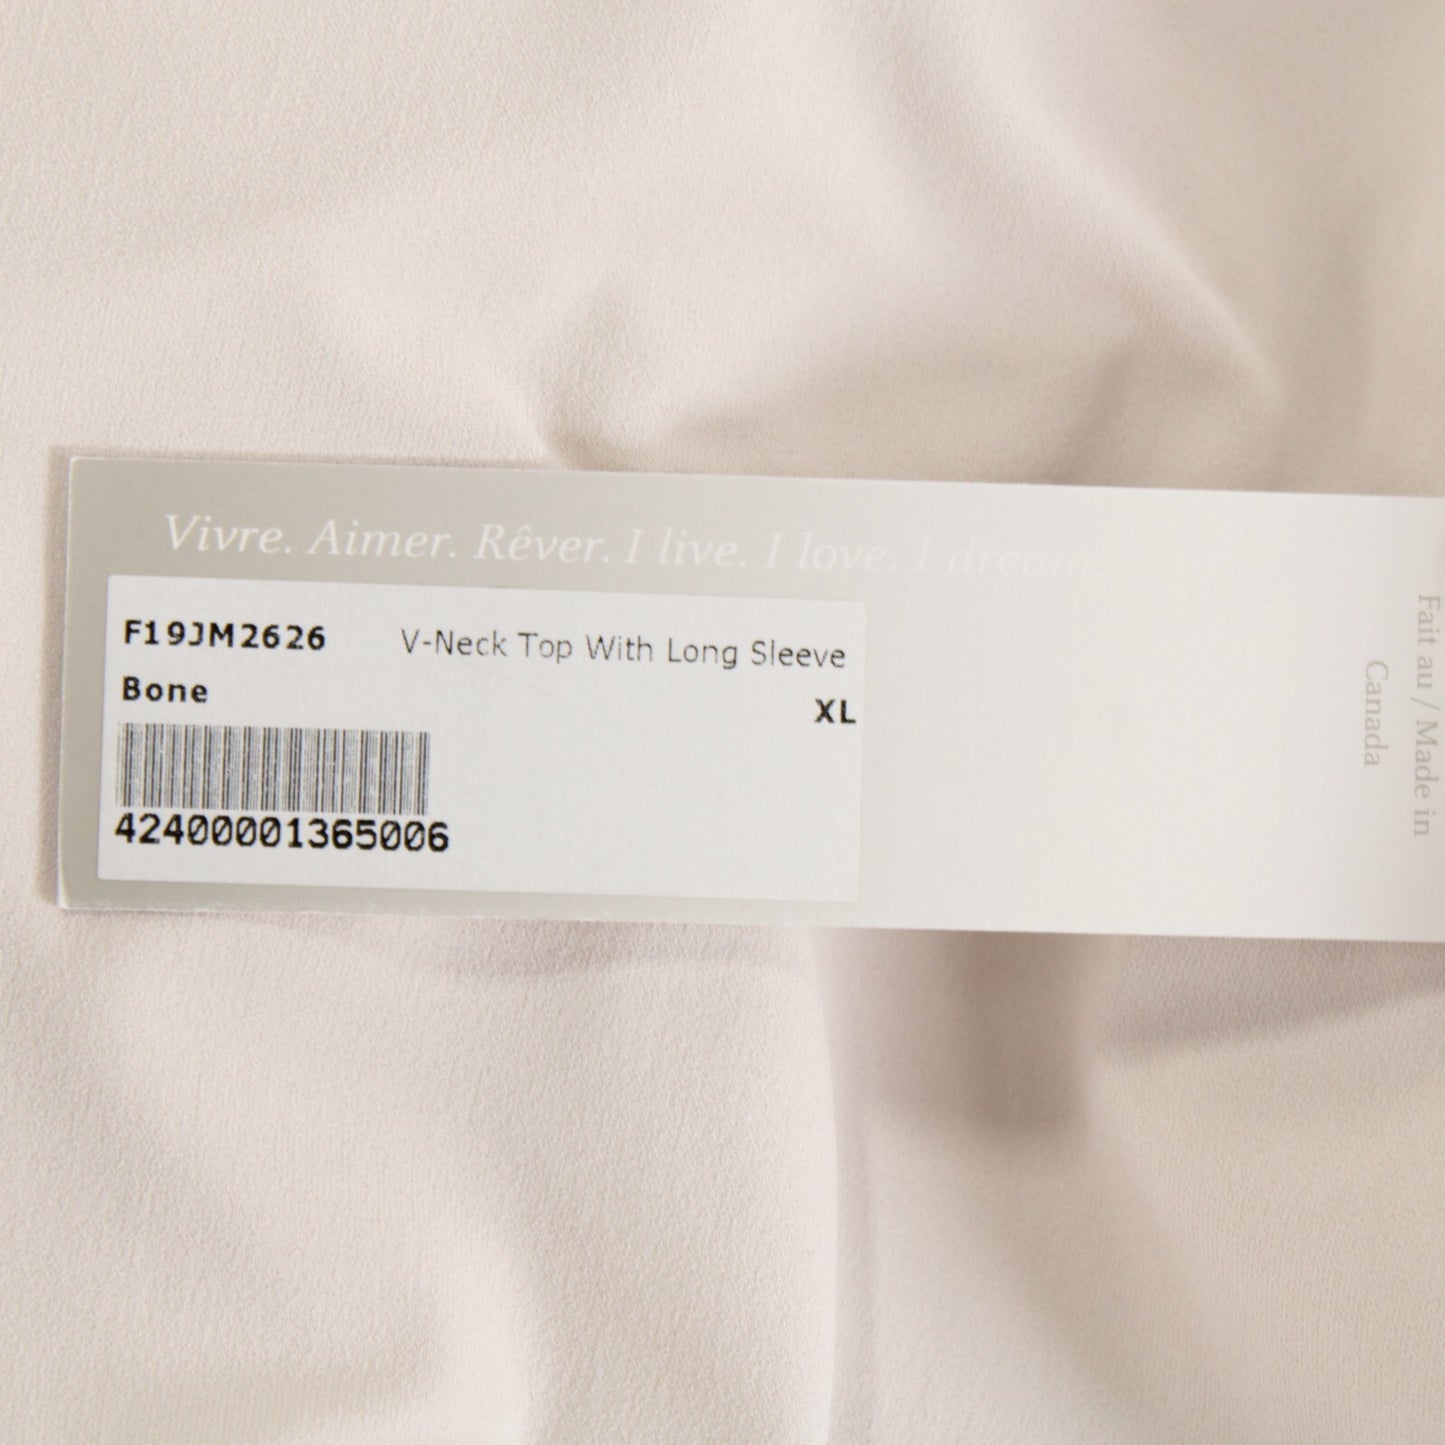 Vivre. Aimer. Rêver. I live. I love. I dream.
F19JM2626 V-Neck Top With Long Sleeve
Bone
XL
42400001365006
Fait au / Made in
Canada